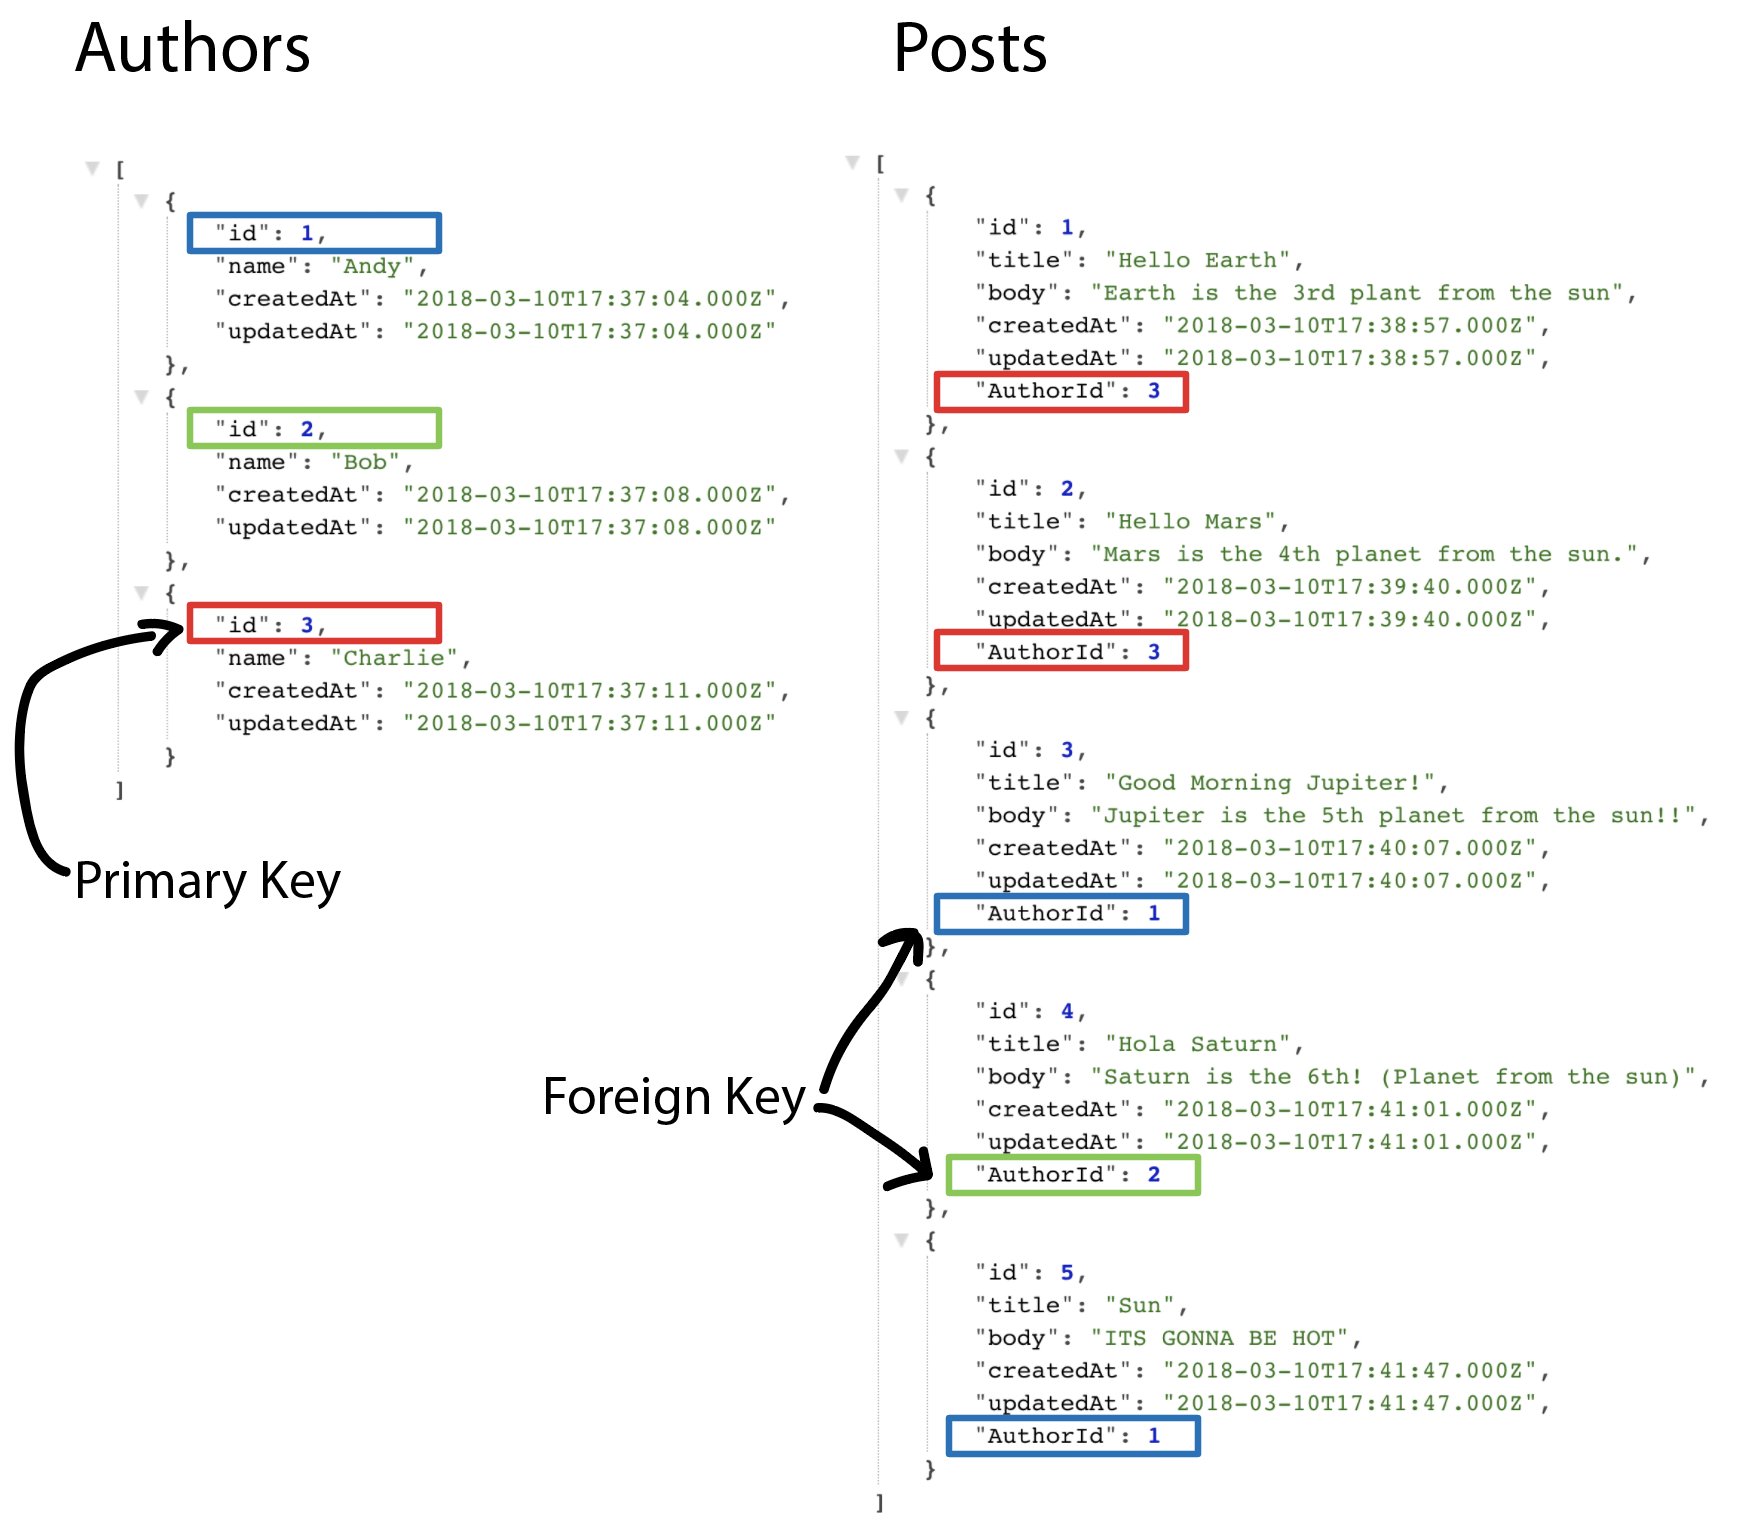 Authors
[
{
"id": 1,
"name": "Andy",
"createdAt": "2018-03-10T17:37:04.000Z",
"updatedAt": "2018-03-10T17:37:04.000Z"
},
{
"id": 2,
"name": "Bob",
"createdAt": "2018-03-10T17:37:08.000Z",
"updatedAt": "2018-03-10T17:37:08.000Z"
},
{
"id": 3,
"name": "Charlie",
"createdAt": "2018-03-10T17:37:11.000Z",
"updatedAt": "2018-03-10T17:37:11.000Z"
}
]
Primary Key
Posts
[
{
"id": 1,
"title": "Hello Earth",
"body": "Earth is the 3rd plant from the sun",
"createdAt": "2018-03-10T17:38:57.000Z",
"updatedAt": "2018-03-10T17:38:57.000Z",
"AuthorId": 3
},
{
"id": 2,
"title": "Hello Mars",
"body": "Mars is the 4th planet from the sun.",
"createdAt": "2018-03-10T17:39:40.000Z",
"updatedAt": "2018-03-10T17:39:40.000Z",
"AuthorId": 3
},
{
"id": 3,
"title": "Good Morning Jupiter!",
"body": "Jupiter is the 5th planet from the sun!!",
"createdAt": "2018-03-10T17:40:07.000Z",
"updatedAt": "2018-03-10T17:40:07.000Z",
"AuthorId": 1
},
{
"id": 4,
"title": "Hola Saturn",
"body": "Saturn is the 6th! (Planet from the sun)",
"createdAt": "2018-03-10T17:41:01.000Z",
"updatedAt": "2018-03-10T17:41:01.000Z",
"AuthorId": 2
},
{
"id": 5,
"title": "Sun",
"body": "ITS GONNA BE HOT",
"createdAt": "2018-03-10T17:41:47.000Z",
"updatedAt": "2018-03-10T17:41:47.000Z",
"AuthorId": 1
}
]
Foreign Key